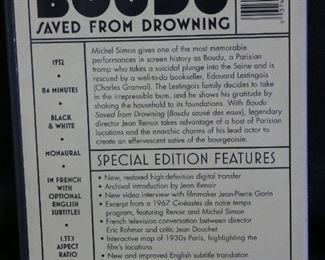 BOUDU
SAVED FROM DROWNING
1932
•
84 MINUTES
•
BLACK
& WHITE
•
MONAURAL
•
IN FRENCH
WITH
OPTIONAL
ENGLISH
SUBTITLES
•
1.33:1
ASPECT
RATIO
Michel Simon gives one of the most memorable
performances in screen history as Boudu, a Parisian
tramp who takes a suicidal plunge into the Seine and is
rescued by a well-to-do bookseller, Edouard Lestingois
(Charles Granval). The Lestingois family decides to take
in the irrepressible bum, and he shows his gratitude by
shaking the household to its foundations. With Boudu
Saved from Drowning (Boudu sauvé des eaux), legendary
director Jean Renoir takes advantage of a host of Parisian
locations and the anarchic charms of his lead actor to
create an effervescent satire of the bourgeoisie.
SPECIAL EDITION FEATURES
• New, restored high-definition digital transfer
• Archival introduction by Jean Renoir
• New video interview with filmmaker Jean-Pierre Gorin
• Excerpt from a 1967 Cinéastes de notre temps
program, featuring Renoir and Michel Simon
• French television conversation between director
Eric Rohmer and critic Jean Douchet
• Interactive map of 1930s Paris, highlighting the
film's locations
• New and improved English subtitle translation